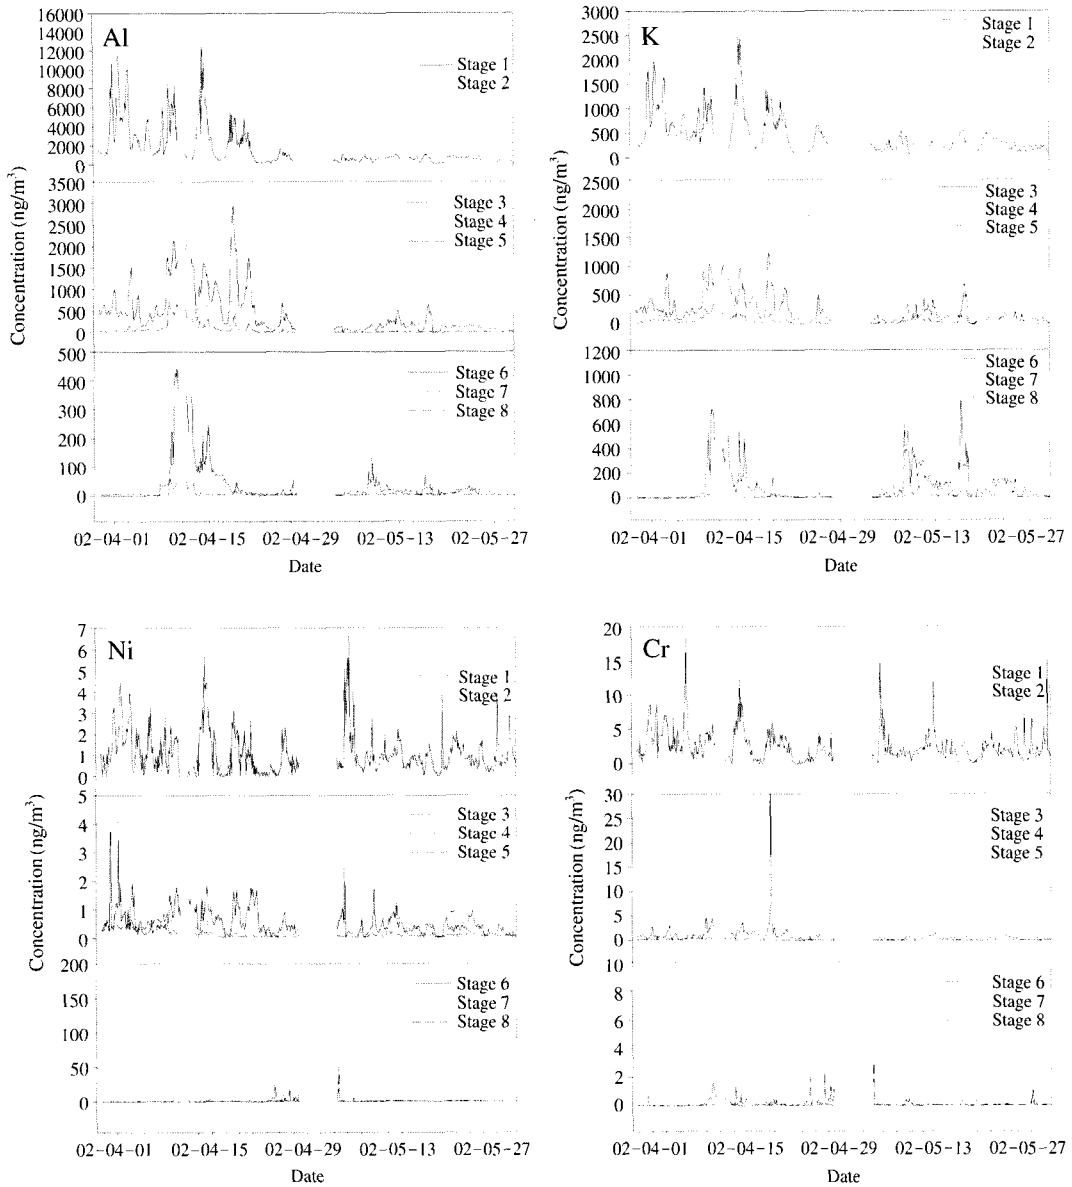 Al
16000
14000
12000
10000
8000
6000
4000
2000
0
Stage 1
Stage 2
3500
3000
2500
2000
1500
1000
500
0
Stage 3
Stage 4
Stage 5
500
400
300
200
100
0
Stage 6
Stage 7
Stage 8
Concentration (ng/m³)
02-04-01 02-04-15 02-04-29 02-05-13 02-05-27
Date
K
3000
2500
2000
1500
1000
500
0
Stage 1
Stage 2
2500
2000
1500
1000
500
0
Stage 3
Stage 4
Stage 5
1200
1000
800
600
400
200
0
Stage 6
Stage 7
Stage 8
Concentration (ng/m³)
02-04-01 02-04-15 02-04-29 02-05-13 02-05-27
Date
Ni
7
6
5
4
3
2
1
0
Stage 1
Stage 2
5
4
3
2
1
0
Stage 3
Stage 4
Stage 5
200
150
100
50
0
Stage 6
Stage 7
Stage 8
Concentration (ng/m³)
02-04-01 02-04-15 02-04-29 02-05-13 02-05-27
Date
Cr
20
15
10
5
0
Stage 1
Stage 2
30
25
20
15
10
5
0
Stage 3
Stage 4
Stage 5
10
8
6
4
2
0
Stage 6
Stage 7
Stage 8
Concentration (ng/m³)
02-04-01 02-04-15 02-04-29 02-05-13 02-05-27
Date